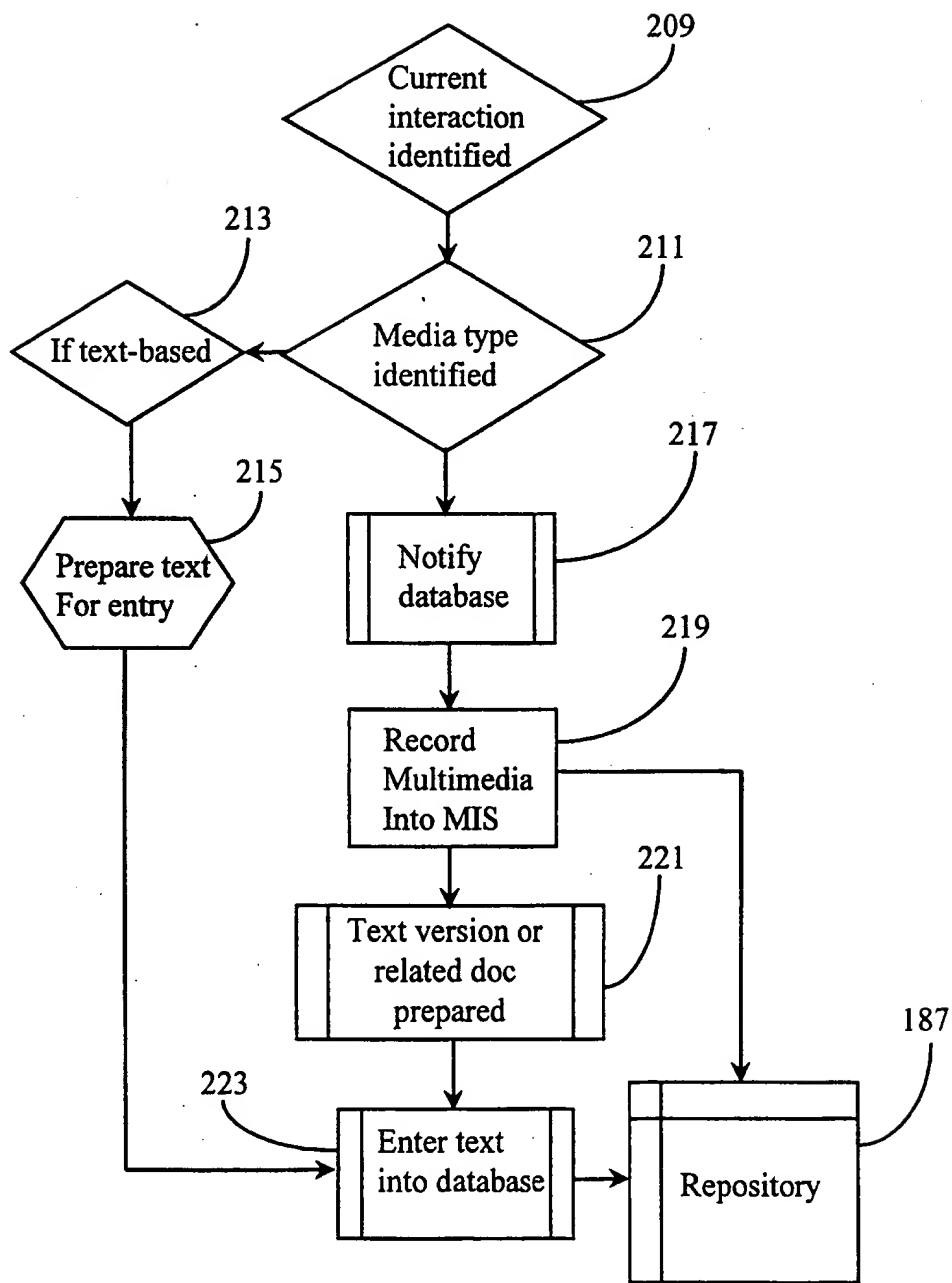 209
Current
interaction
identified
213
211
If text-based
Media type
identified
215
217
Prepare text
For entry
Notify
database
219
Record
Multimedia
Into MIS
221
Text version or
related doc
prepared
187
223
Enter text
into database
Repository